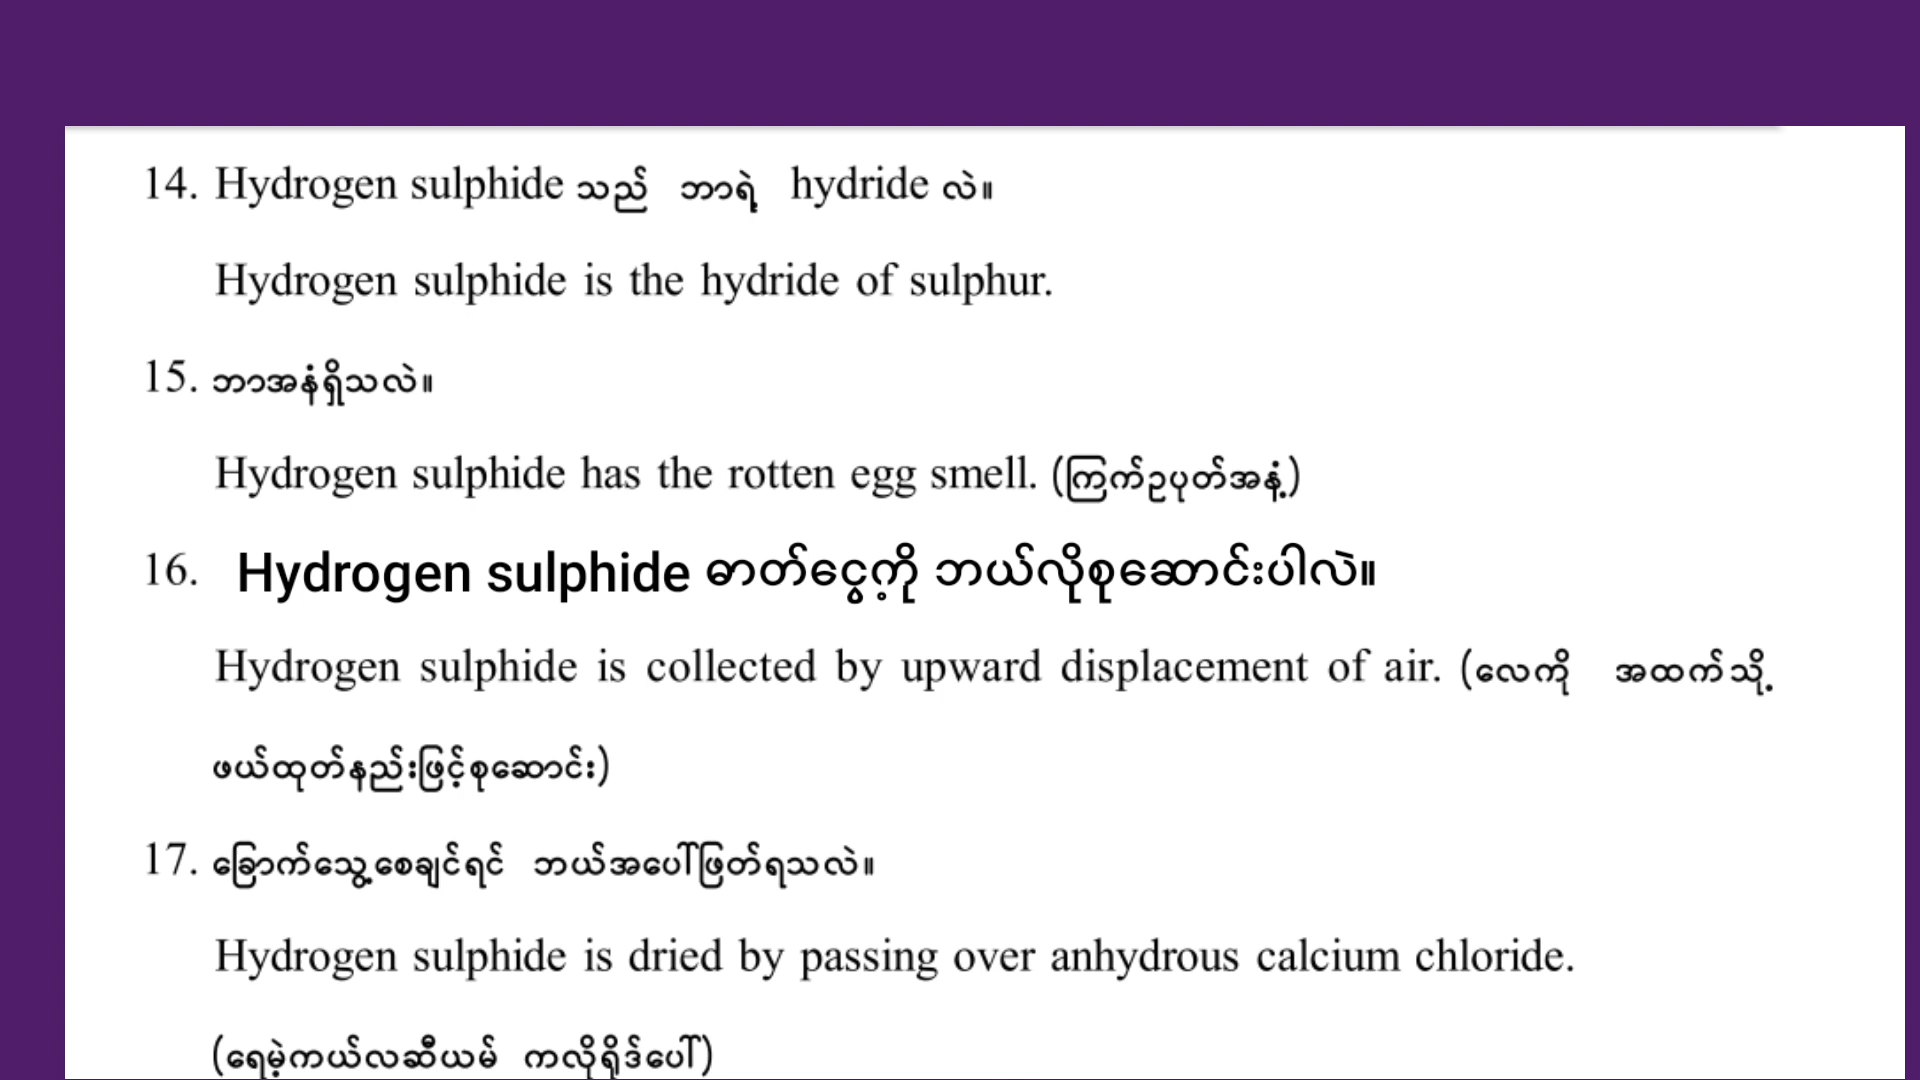 14. Hydrogen sulphide သည် ဘာရဲ့ hydride လဲ။
Hydrogen sulphide is the hydride of sulphur.
15. ဘာအနံရှိသလဲ။
Hydrogen sulphide has the rotten egg smell. (ကြက်ဥပုတ်အနံ့)
16. Hydrogen sulphide ဓာတ်ငွေ့ကို ဘယ်လိုစုဆောင်းပါလဲ။
Hydrogen sulphide is collected by upward displacement of air. (လေကို အထက်သို့
ဖယ်ထုတ်နည်းဖြင့်စုဆောင်း)
17. ခြောက်သွေ့စေချင်ရင် ဘယ်အပေါ်ဖြတ်ရသလဲ။
Hydrogen sulphide is dried by passing over anhydrous calcium chloride.
(ရေမဲ့ကယ်လဆီယမ် ကလိုရိုဒ်ပေါ်)